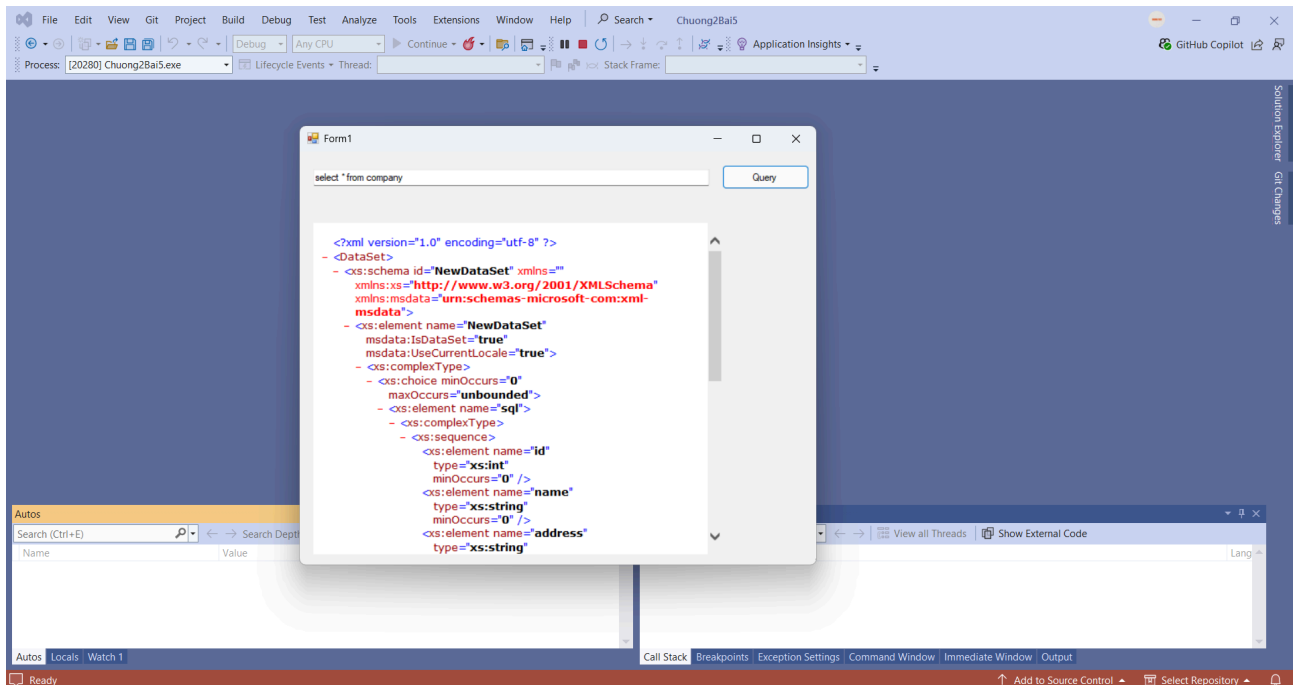 File Edit View Git Project Build Debug Test Analyze Tools Extensions Window Help Search Chuong2Bai5
Debug Any CPU Continue Application Insights GitHub Copilot
Process: [20280] Chuong2Bai5.exe Lifecycle Events Thread: Stack Frame:
Solution Explorer
Git Changes
Form1
select * from company Query
<?xml version="1.0" encoding="utf-8" ?>
- <DataSet>
- <xs:schema id="NewDataSet" xmlns=""
xmlns:xs="http://www.w3.org/2001/XMLSchema"
xmlns:msdata="urn:schemas-microsoft-com:xml-
msdata">
- <xs:element name="NewDataSet"
msdata:IsDataSet="true"
msdata:UseCurrentLocale="true">
- <xs:complexType>
- <xs:choice minOccurs="0"
maxOccurs="unbounded">
- <xs:element name="sql">
- <xs:complexType>
- <xs:sequence>
<xs:element name="id"
type="xs:int"
minOccurs="0" />
<xs:element name="name"
type="xs:string"
minOccurs="0" />
<xs:element name="address"
type="xs:string"
Autos
Search (Ctrl+E) Search Dept View all Threads Show External Code
Name Value Lang
Autos Locals Watch 1 Call Stack Breakpoints Exception Settings Command Window Immediate Window Output
Ready Add to Source Control Select Repository